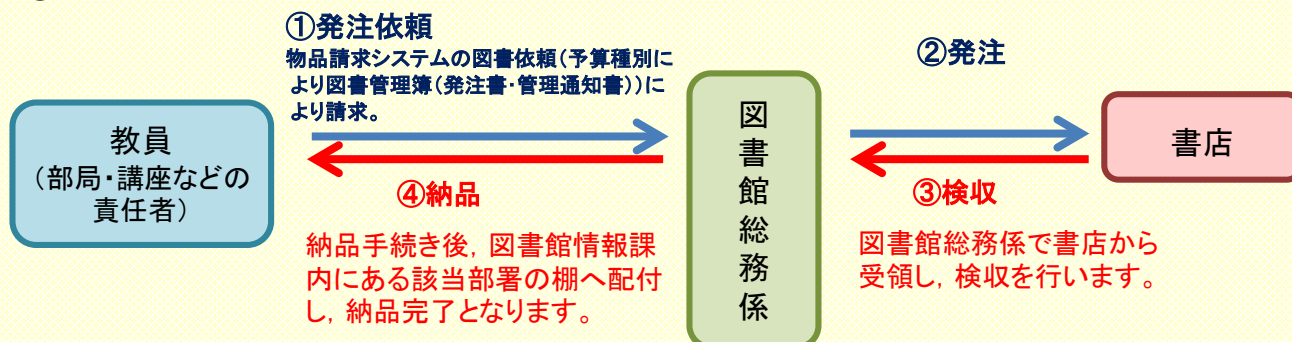 ①発注依頼
物品請求システムの図書依頼(予算種別に
より図書管理簿(発注書・管理通知書))に
より請求。
②発注
教員
(部局・講座などの
責任者)
図書館総務係
書店
④納品
納品手続き後,図書館情報課
内にある該当部署の棚へ配付
し,納品完了となります。
③検収
図書館総務係で書店から
受領し,検収を行います。